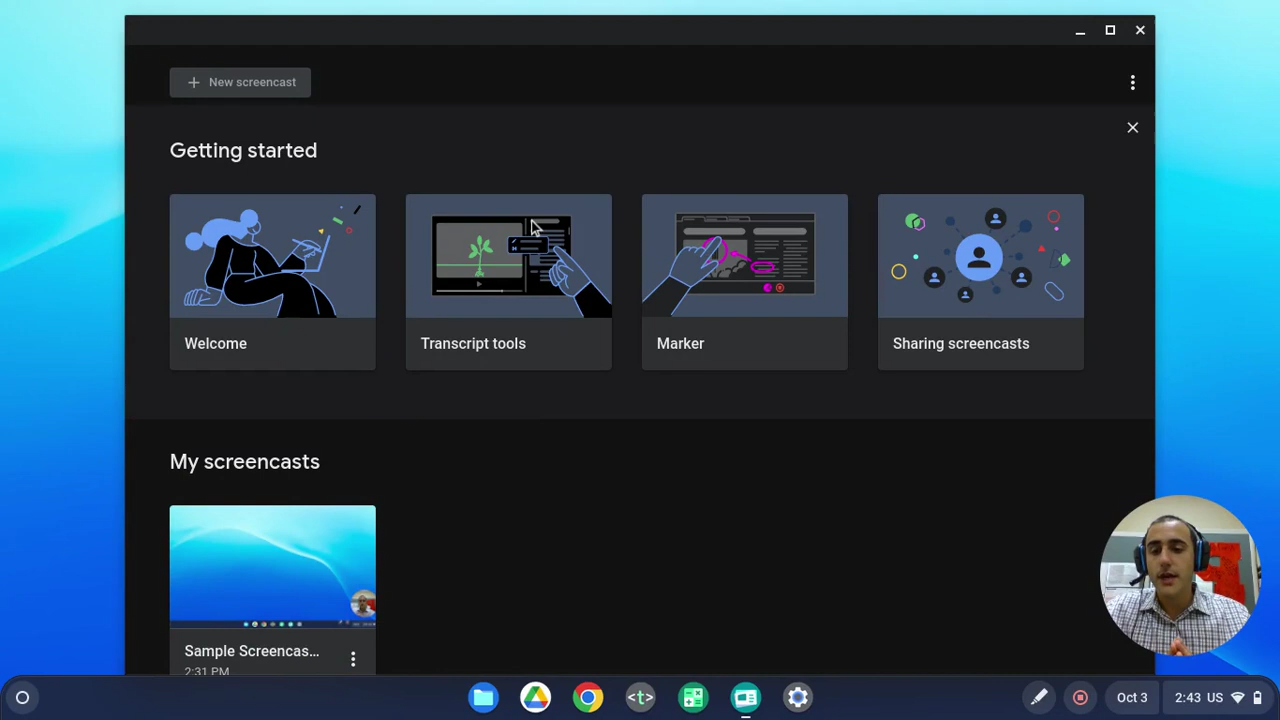 New screencast
Getting started
Welcome
Transcript tools
Marker
Sharing screencasts
My screencasts
Sample Screencas...
2:31 PM
<t>
Oct 3
2:43 US